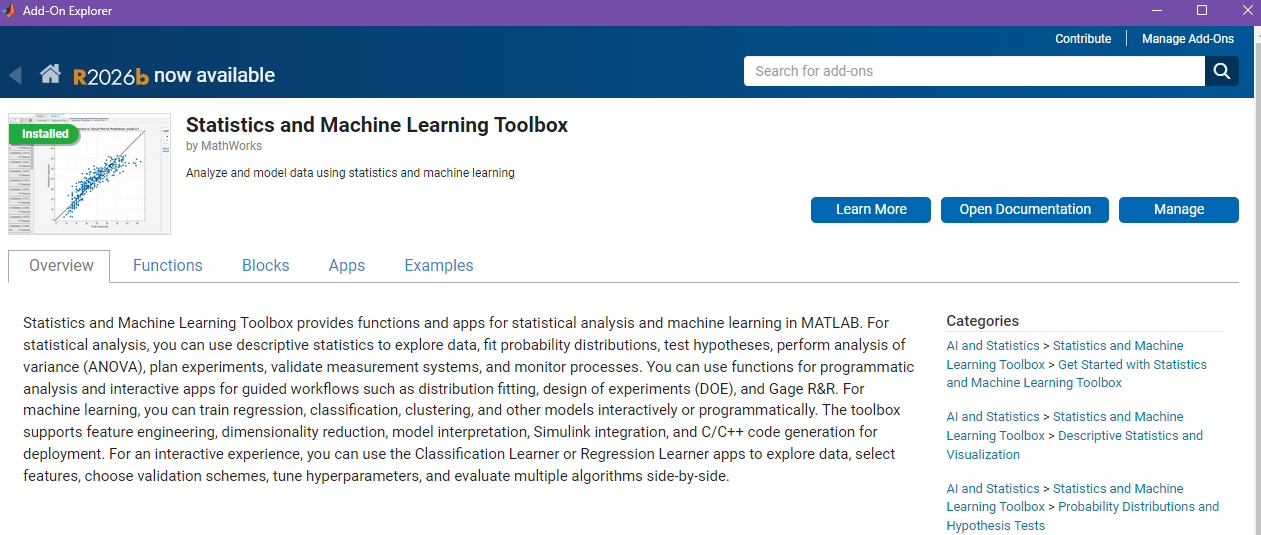 Add-On Explorer
Contribute
Manage Add-Ons
R2026b now available
Search for add-ons
Installed
Statistics and Machine Learning Toolbox
by MathWorks
Analyze and model data using statistics and machine learning
Learn More
Open Documentation
Manage
Overview
Functions
Blocks
Apps
Examples
Statistics and Machine Learning Toolbox provides functions and apps for statistical analysis and machine learning in MATLAB. For
statistical analysis, you can use descriptive statistics to explore data, fit probability distributions, test hypotheses, perform analysis of
variance (ANOVA), plan experiments, validate measurement systems, and monitor processes. You can use functions for programmatic
analysis and interactive apps for guided workflows such as distribution fitting, design of experiments (DOE), and Gage R&R. For
machine learning, you can train regression, classification, clustering, and other models interactively or programmatically. The toolbox
supports feature engineering, dimensionality reduction, model interpretation, Simulink integration, and C/C++ code generation for
deployment. For an interactive experience, you can use the Classification Learner or Regression Learner apps to explore data, select
features, choose validation schemes, tune hyperparameters, and evaluate multiple algorithms side-by-side.
Categories
AI and Statistics > Statistics and Machine
Learning Toolbox > Get Started with Statistics
and Machine Learning Toolbox
AI and Statistics > Statistics and Machine
Learning Toolbox > Descriptive Statistics and
Visualization
AI and Statistics > Statistics and Machine
Learning Toolbox > Probability Distributions and
Hypothesis Tests